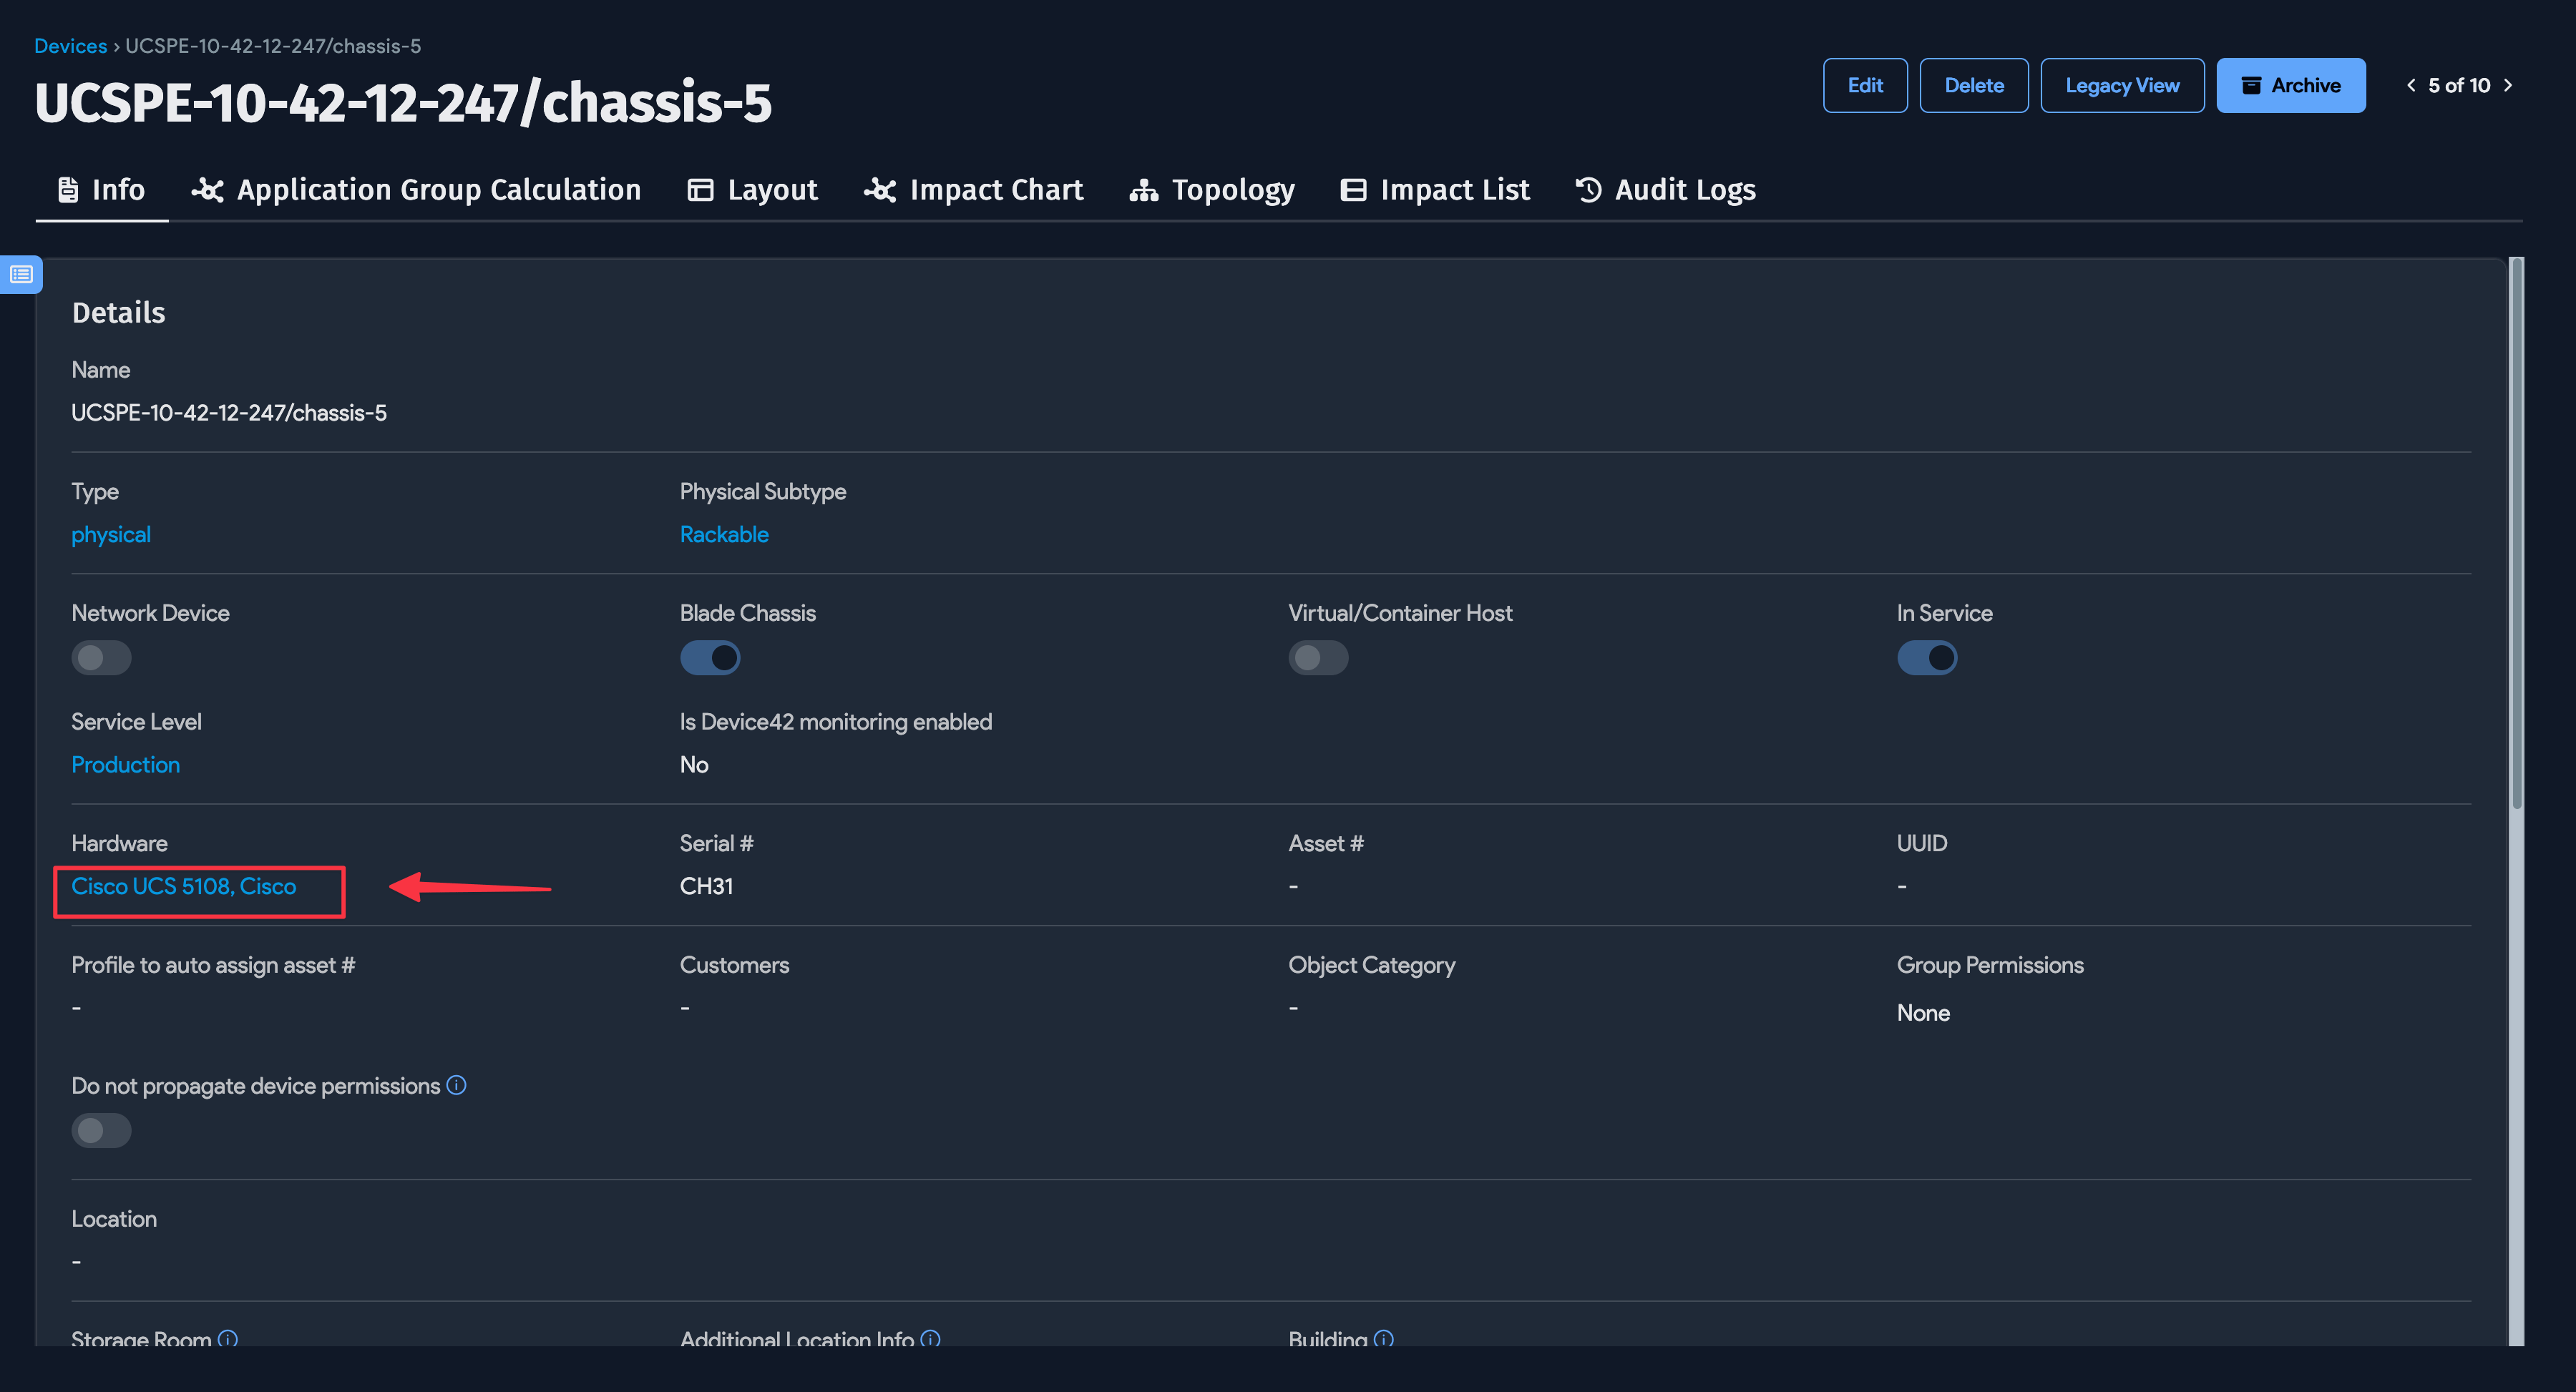 Devices › UCSPE-10-42-12-247/chassis-5
UCSPE-10-42-12-247/chassis-5
Edit Delete Legacy View Archive 5 of 10
Info Application Group Calculation Layout Impact Chart Topology Impact List Audit Logs
Details
Name
UCSPE-10-42-12-247/chassis-5
Type Physical Subtype
physical Rackable
Network Device Blade Chassis Virtual/Container Host In Service
Service Level Is Device42 monitoring enabled
Production No
Hardware Serial # Asset # UUID
Cisco UCS 5108, Cisco CH31 - -
Profile to auto assign asset # Customers Object Category Group Permissions
- - - None
Do not propagate device permissions
Location
-
Storage Room Additional Location Info Building